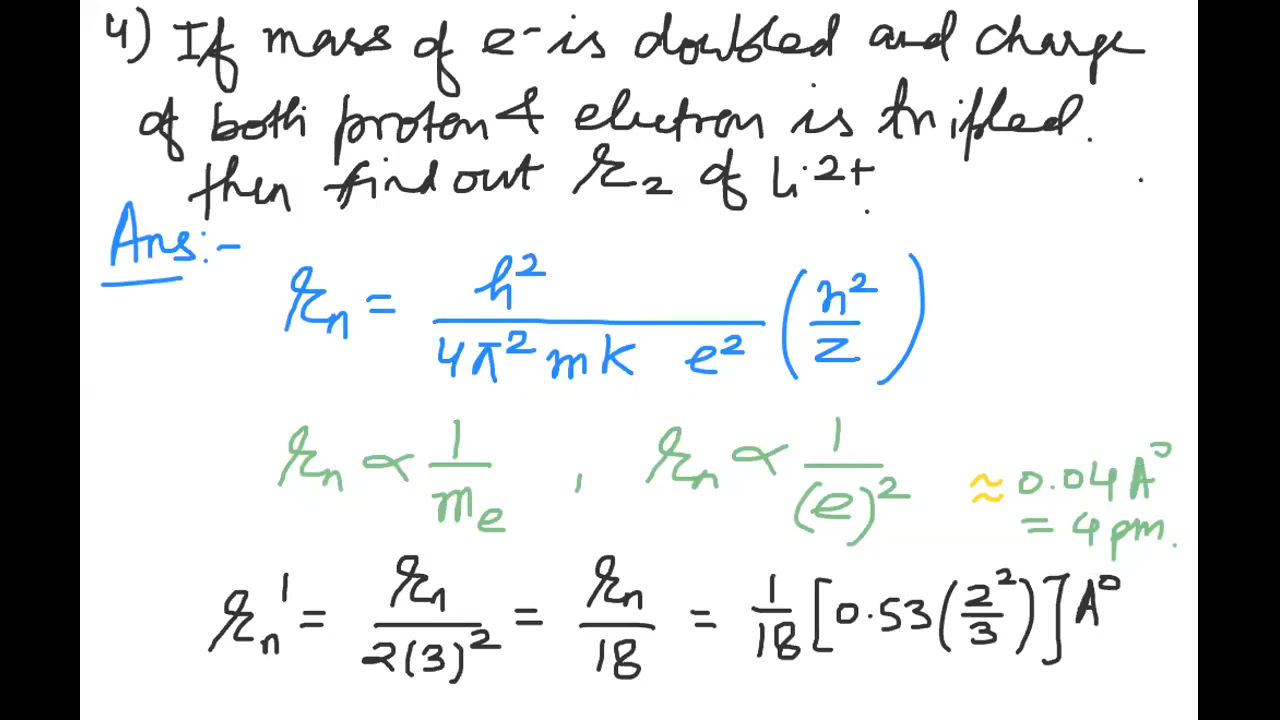 4) If mass of e⁻ is doubled and charge
of both proton & electron is trifled.
then find out r₂ of Li²⁺.
Ans:-
rₙ = h² / 4π²mk e² (n²/Z)
rₙ ∝ 1/mₑ , rₙ ∝ 1/(e)² ≈ 0.04 A°
= 4 pm.
rₙ' = rₙ/2(3)² = rₙ/18 = 1/18 [0.53(2²/3)] A°